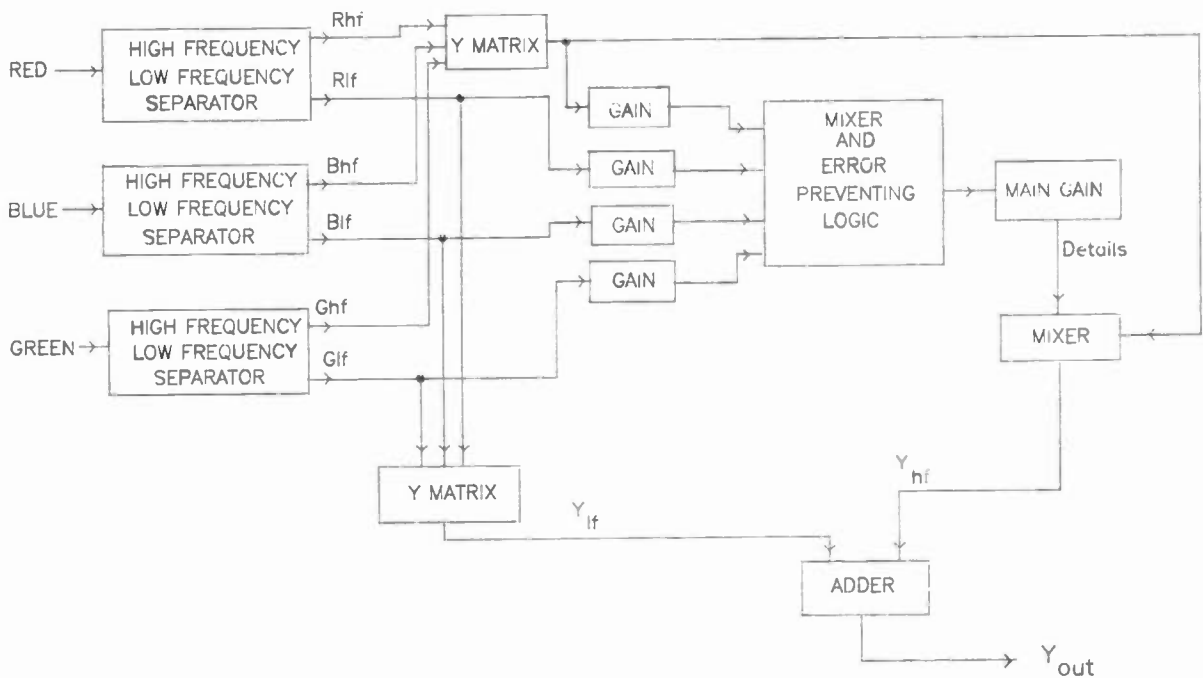 Rhf
HIGH FREQUENCY
LOW FREQUENCY
SEPARATOR
RED
Rlf
Y MATRIX
GAIN
MIXER
AND
ERROR
PREVENTING
LOGIC
Bhf
HIGH FREQUENCY
LOW FREQUENCY
SEPARATOR
BLUE
Blf
GAIN
GAIN
GAIN
MAIN GAIN
Details
Ghf
HIGH FREQUENCY
LOW FREQUENCY
SEPARATOR
GREEN
Glf
MIXER
Y MATRIX
Ylf
Yhf
ADDER
Yout